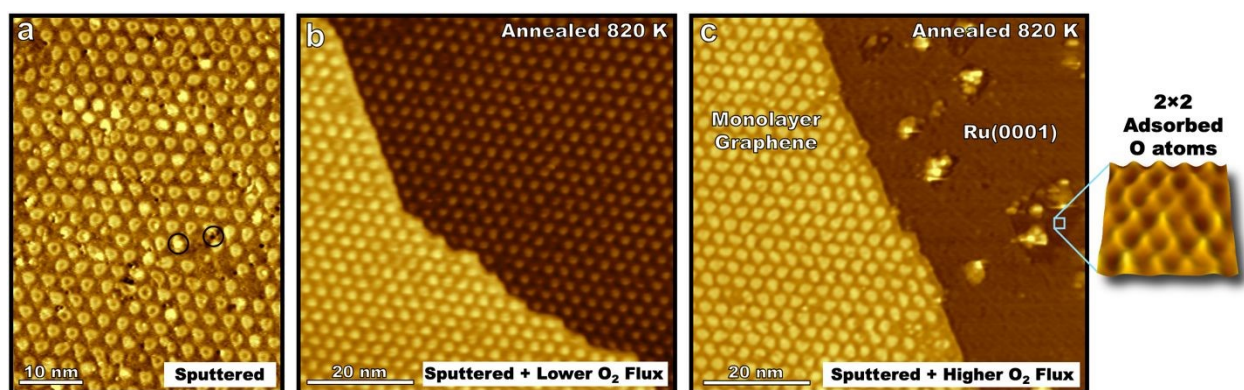 a
10 nm
Sputtered
b
Annealed 820 K
20 nm
Sputtered + Lower O₂ Flux
c
Annealed 820 K
Monolayer
Graphene
Ru(0001)
20 nm
Sputtered + Higher O₂ Flux
2×2
Adsorbed
O atoms